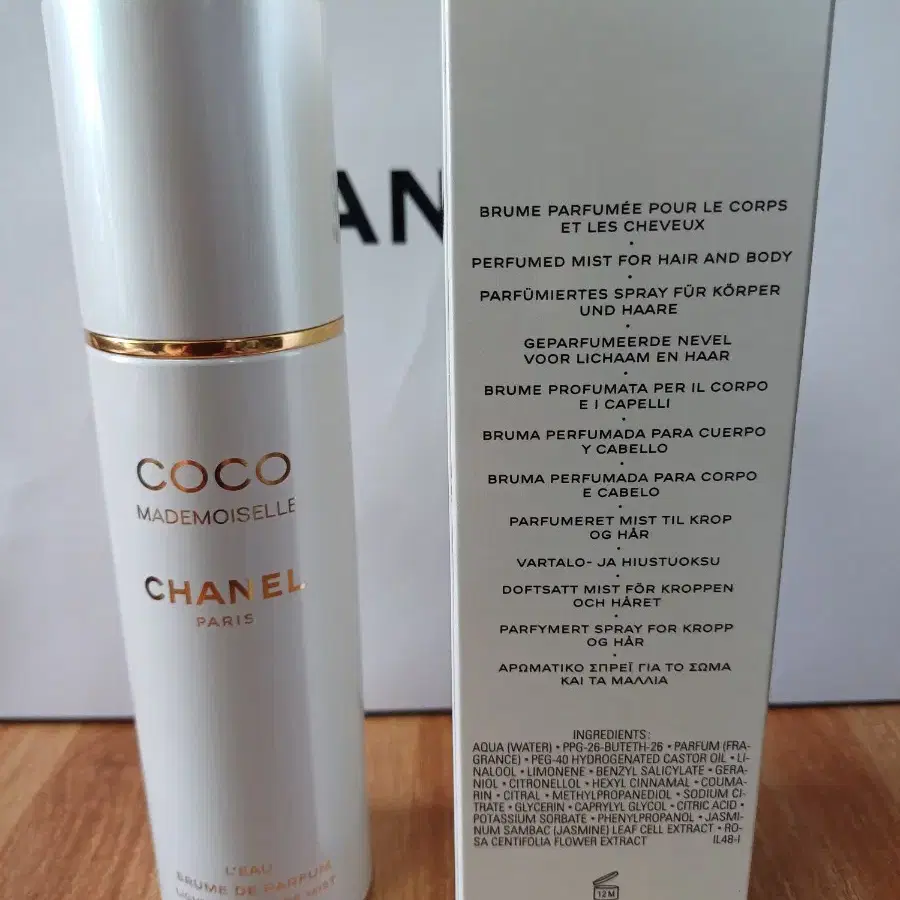 AN
COCO
MADEMOISELLE
CHANEL
PARIS
L'EAU
BRUME DE PARFUM
BRUME PARFUMÉE POUR LE CORPS
ET LES CHEVEUX
•
PERFUMED MIST FOR HAIR AND BODY
•
PARFÜMIERTES SPRAY FÜR KÖRPER
UND HAARE
•
GEPARFUMEERDE NEVEL
VOOR LICHAAM EN HAAR
•
BRUME PROFUMATA PER IL CORPO
E I CAPELLI
•
BRUMA PERFUMADA PARA CUERPO
Y CABELLO
•
BRUMA PERFUMADA PARA CORPO
E CABELO
•
PARFUMERET MIST TIL KROP
OG HÅR
•
VARTALO- JA HIUSTUOKSU
•
DOFTSATT MIST FÖR KROPPEN
OCH HÅRET
•
PARFYMERT SPRAY FOR KROPP
OG HÅR
•
ΑΡΩΜΑΤΙΚΟ ΣΠΡΕΪ ΓΙΑ ΤΟ ΣΩΜΑ
ΚΑΙ ΤΑ ΜΑΛΛΙΑ
INGREDIENTS:
AQUA (WATER) • PPG-26-BUTETH-26 • PARFUM (FRA-
GRANCE) • PEG-40 HYDROGENATED CASTOR OIL • LI-
NALOOL • LIMONENE • BENZYL SALICYLATE • GERA-
NIOL • CITRONELLOL • HEXYL CINNAMAL • COUMA-
RIN • CITRAL • METHYLPROPANEDIOL • SODIUM CI-
TRATE • GLYCERIN • CAPRYLYL GLYCOL • CITRIC ACID •
POTASSIUM SORBATE • PHENYLPROPANOL • JASMI-
NUM SAMBAC (JASMINE) LEAF CELL EXTRACT • RO-
SA CENTIFOLIA FLOWER EXTRACT IL48-I
12M